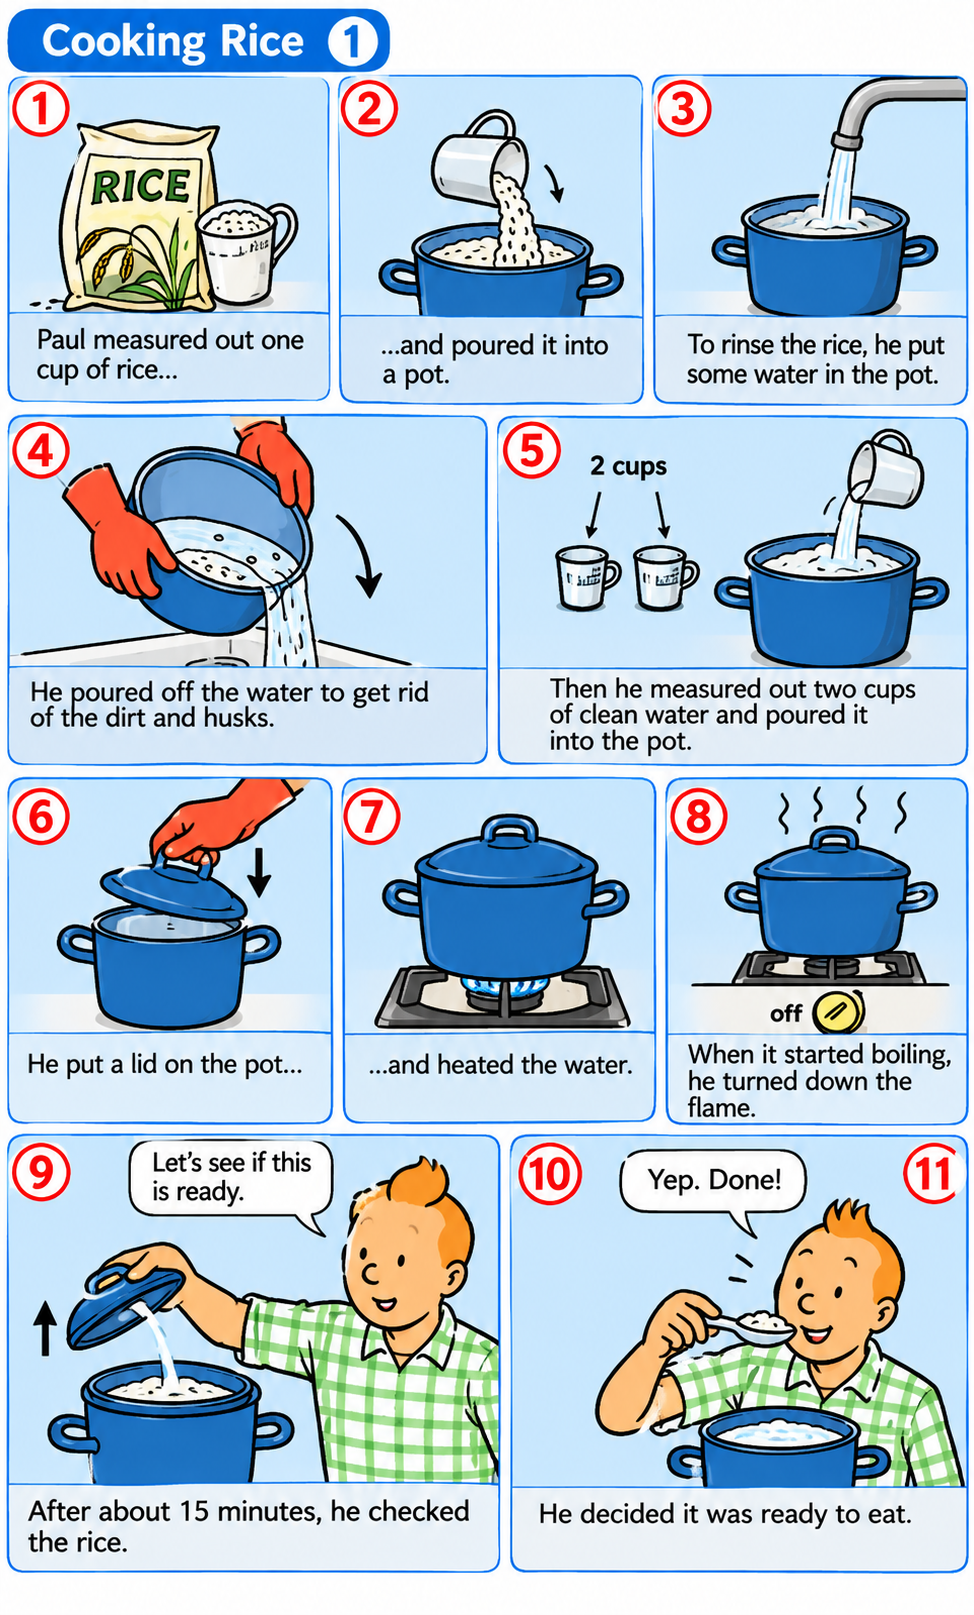 Cooking Rice 1
1
RICE
Paul measured out one
cup of rice...
2
...and poured it into
a pot.
3
To rinse the rice, he put
some water in the pot.
4
He poured off the water to get rid
of the dirt and husks.
5
2 cups
Then he measured out two cups
of clean water and poured it
into the pot.
6
He put a lid on the pot...
7
...and heated the water.
8
off
When it started boiling,
he turned down the
flame.
9
Let's see if this
is ready.
After about 15 minutes, he checked
the rice.
10
Yep. Done!
11
He decided it was ready to eat.